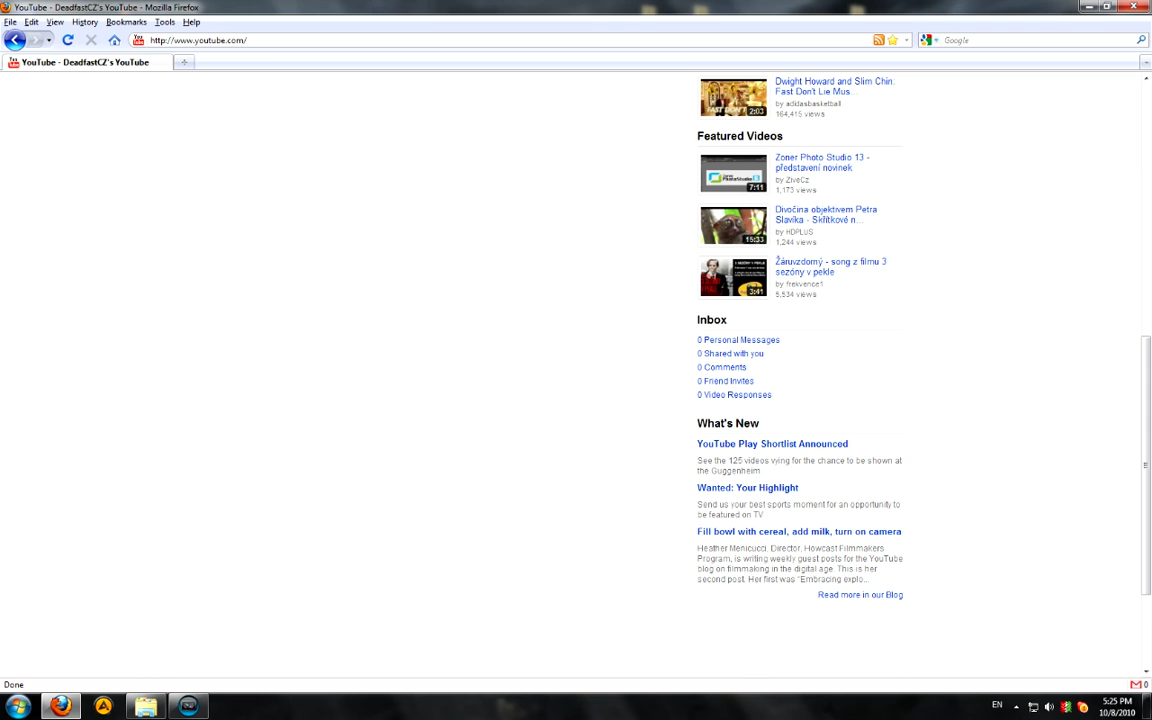 YouTube - DeadfastCZ's YouTube - Mozilla Firefox
File Edit View History Bookmarks Tools Help
http://www.youtube.com/
Google
YouTube - DeadfastCZ's YouTube
Dwight Howard and Slim Chin:
Fast Don't Lie Mus...
by adidasbasketball
164,415 views
2:03
Featured Videos
Zoner Photo Studio 13 -
představení novinek
by ZiveCz
1,173 views
7:11
Divočina objektivem Petra
Slavíka - Skřítkové n...
by HDPLUS
1,244 views
15:33
Žáruvzdorný - song z filmu 3
sezóny v pekle
by frekvence1
5,534 views
3:41
Inbox
0 Personal Messages
0 Shared with you
0 Comments
0 Friend Invites
0 Video Responses
What's New
YouTube Play Shortlist Announced
See the 125 videos vying for the chance to be shown at
the Guggenheim
Wanted: Your Highlight
Send us your best sports moment for an opportunity to
be featured on TV
Fill bowl with cereal, add milk, turn on camera
Heather Menicucci, Director, Howcast Filmmakers
Program, is writing weekly guest posts for the YouTube
blog on filmmaking in the digital age. This is her
second post. Her first was "Embracing explo...
Read more in our Blog
Done
0
EN
5:25 PM
10/8/2010